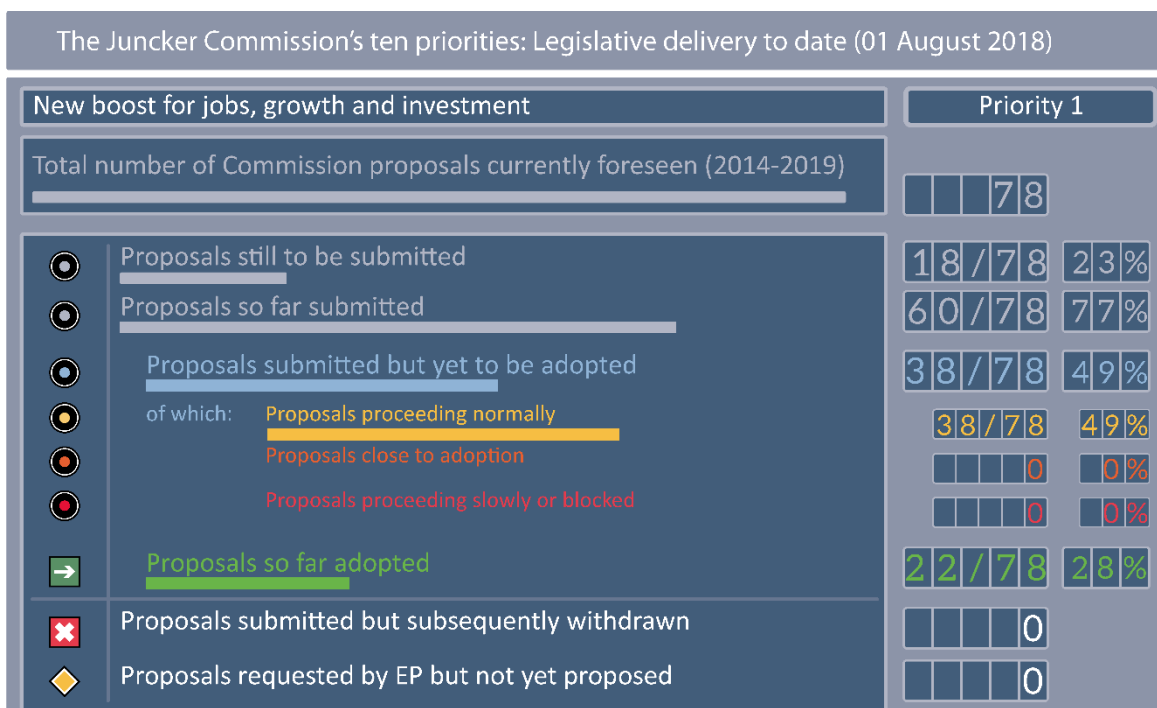 The Juncker Commission's ten priorities: Legislative delivery to date (01 August 2018)
New boost for jobs, growth and investment Priority 1
Total number of Commission proposals currently foreseen (2014-2019) 78
Proposals still to be submitted 18/78 23%
Proposals so far submitted 60/78 77%
Proposals submitted but yet to be adopted 38/78 49%
of which: Proposals proceeding normally 38/78 49%
Proposals close to adoption 0 0%
Proposals proceeding slowly or blocked 0 0%
Proposals so far adopted 22/78 28%
Proposals submitted but subsequently withdrawn 0
Proposals requested by EP but not yet proposed 0